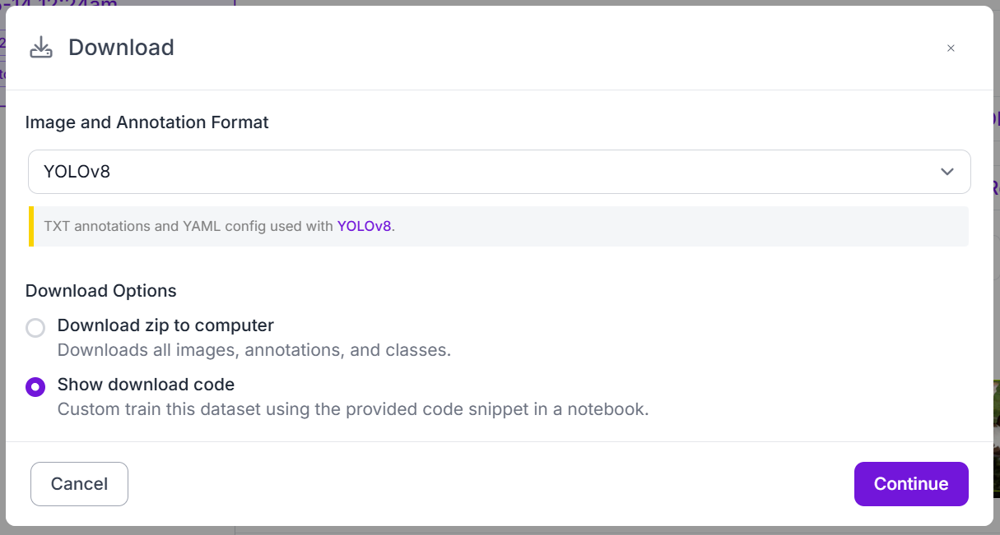 12:24am
Download
Image and Annotation Format
YOLOv8
TXT annotations and YAML config used with YOLOv8.
Download Options
Download zip to computer
Downloads all images, annotations, and classes.
Show download code
Custom train this dataset using the provided code snippet in a notebook.
Cancel
Continue